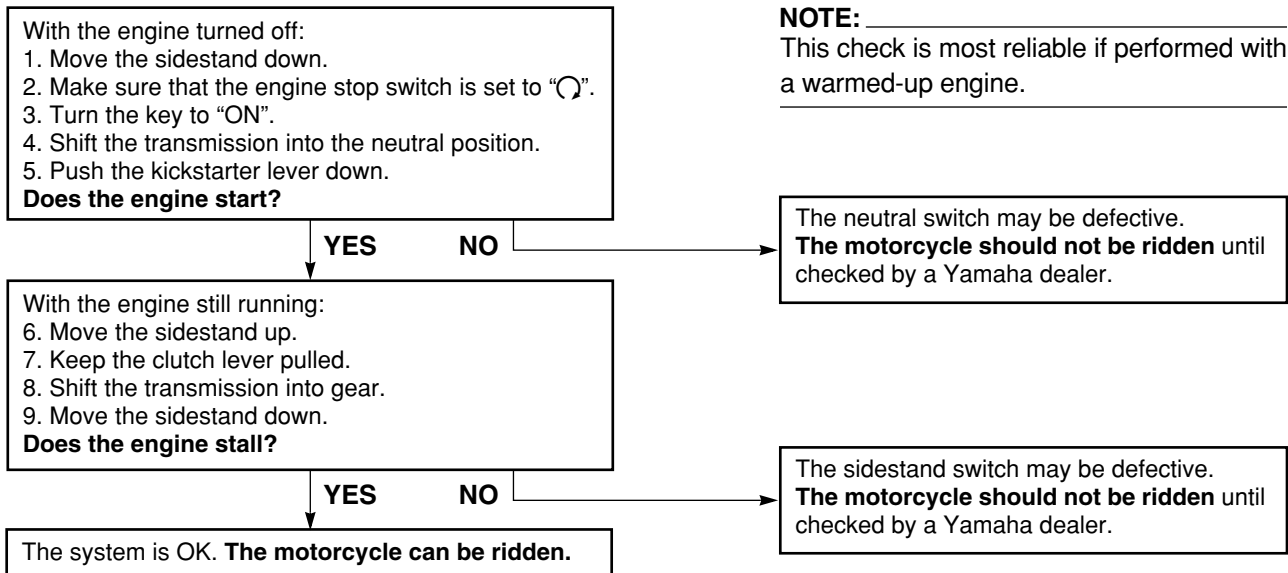 With the engine turned off:
1. Move the sidestand down.
2. Make sure that the engine stop switch is set to “”.
3. Turn the key to “ON”.
4. Shift the transmission into the neutral position.
5. Push the kickstarter lever down.
Does the engine start?
NOTE:
This check is most reliable if performed with
a warmed-up engine.
YES NO
The neutral switch may be defective.
The motorcycle should not be ridden until
checked by a Yamaha dealer.
With the engine still running:
6. Move the sidestand up.
7. Keep the clutch lever pulled.
8. Shift the transmission into gear.
9. Move the sidestand down.
Does the engine stall?
YES NO
The sidestand switch may be defective.
The motorcycle should not be ridden until
checked by a Yamaha dealer.
The system is OK. The motorcycle can be ridden.